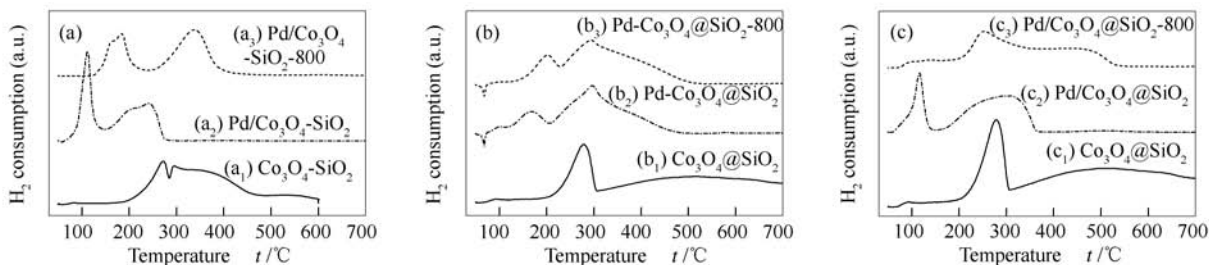 (a)
(a₃) Pd/Co₃O₄
-SiO₂-800
(a₂) Pd/Co₃O₄-SiO₂
(a₁) Co₃O₄-SiO₂
H₂ consumption (a.u.)
100 200 300 400 500 600 700
Temperature t /℃
(b)
(b₃) Pd-Co₃O₄@SiO₂-800
(b₂) Pd-Co₃O₄@SiO₂
(b₁) Co₃O₄@SiO₂
H₂ consumption (a.u.)
100 200 300 400 500 600 700
Temperature t /℃
(c)
(c₃) Pd/Co₃O₄@SiO₂-800
(c₂) Pd/Co₃O₄@SiO₂
(c₁) Co₃O₄@SiO₂
H₂ consumption (a.u.)
100 200 300 400 500 600 700
Temperature t /℃